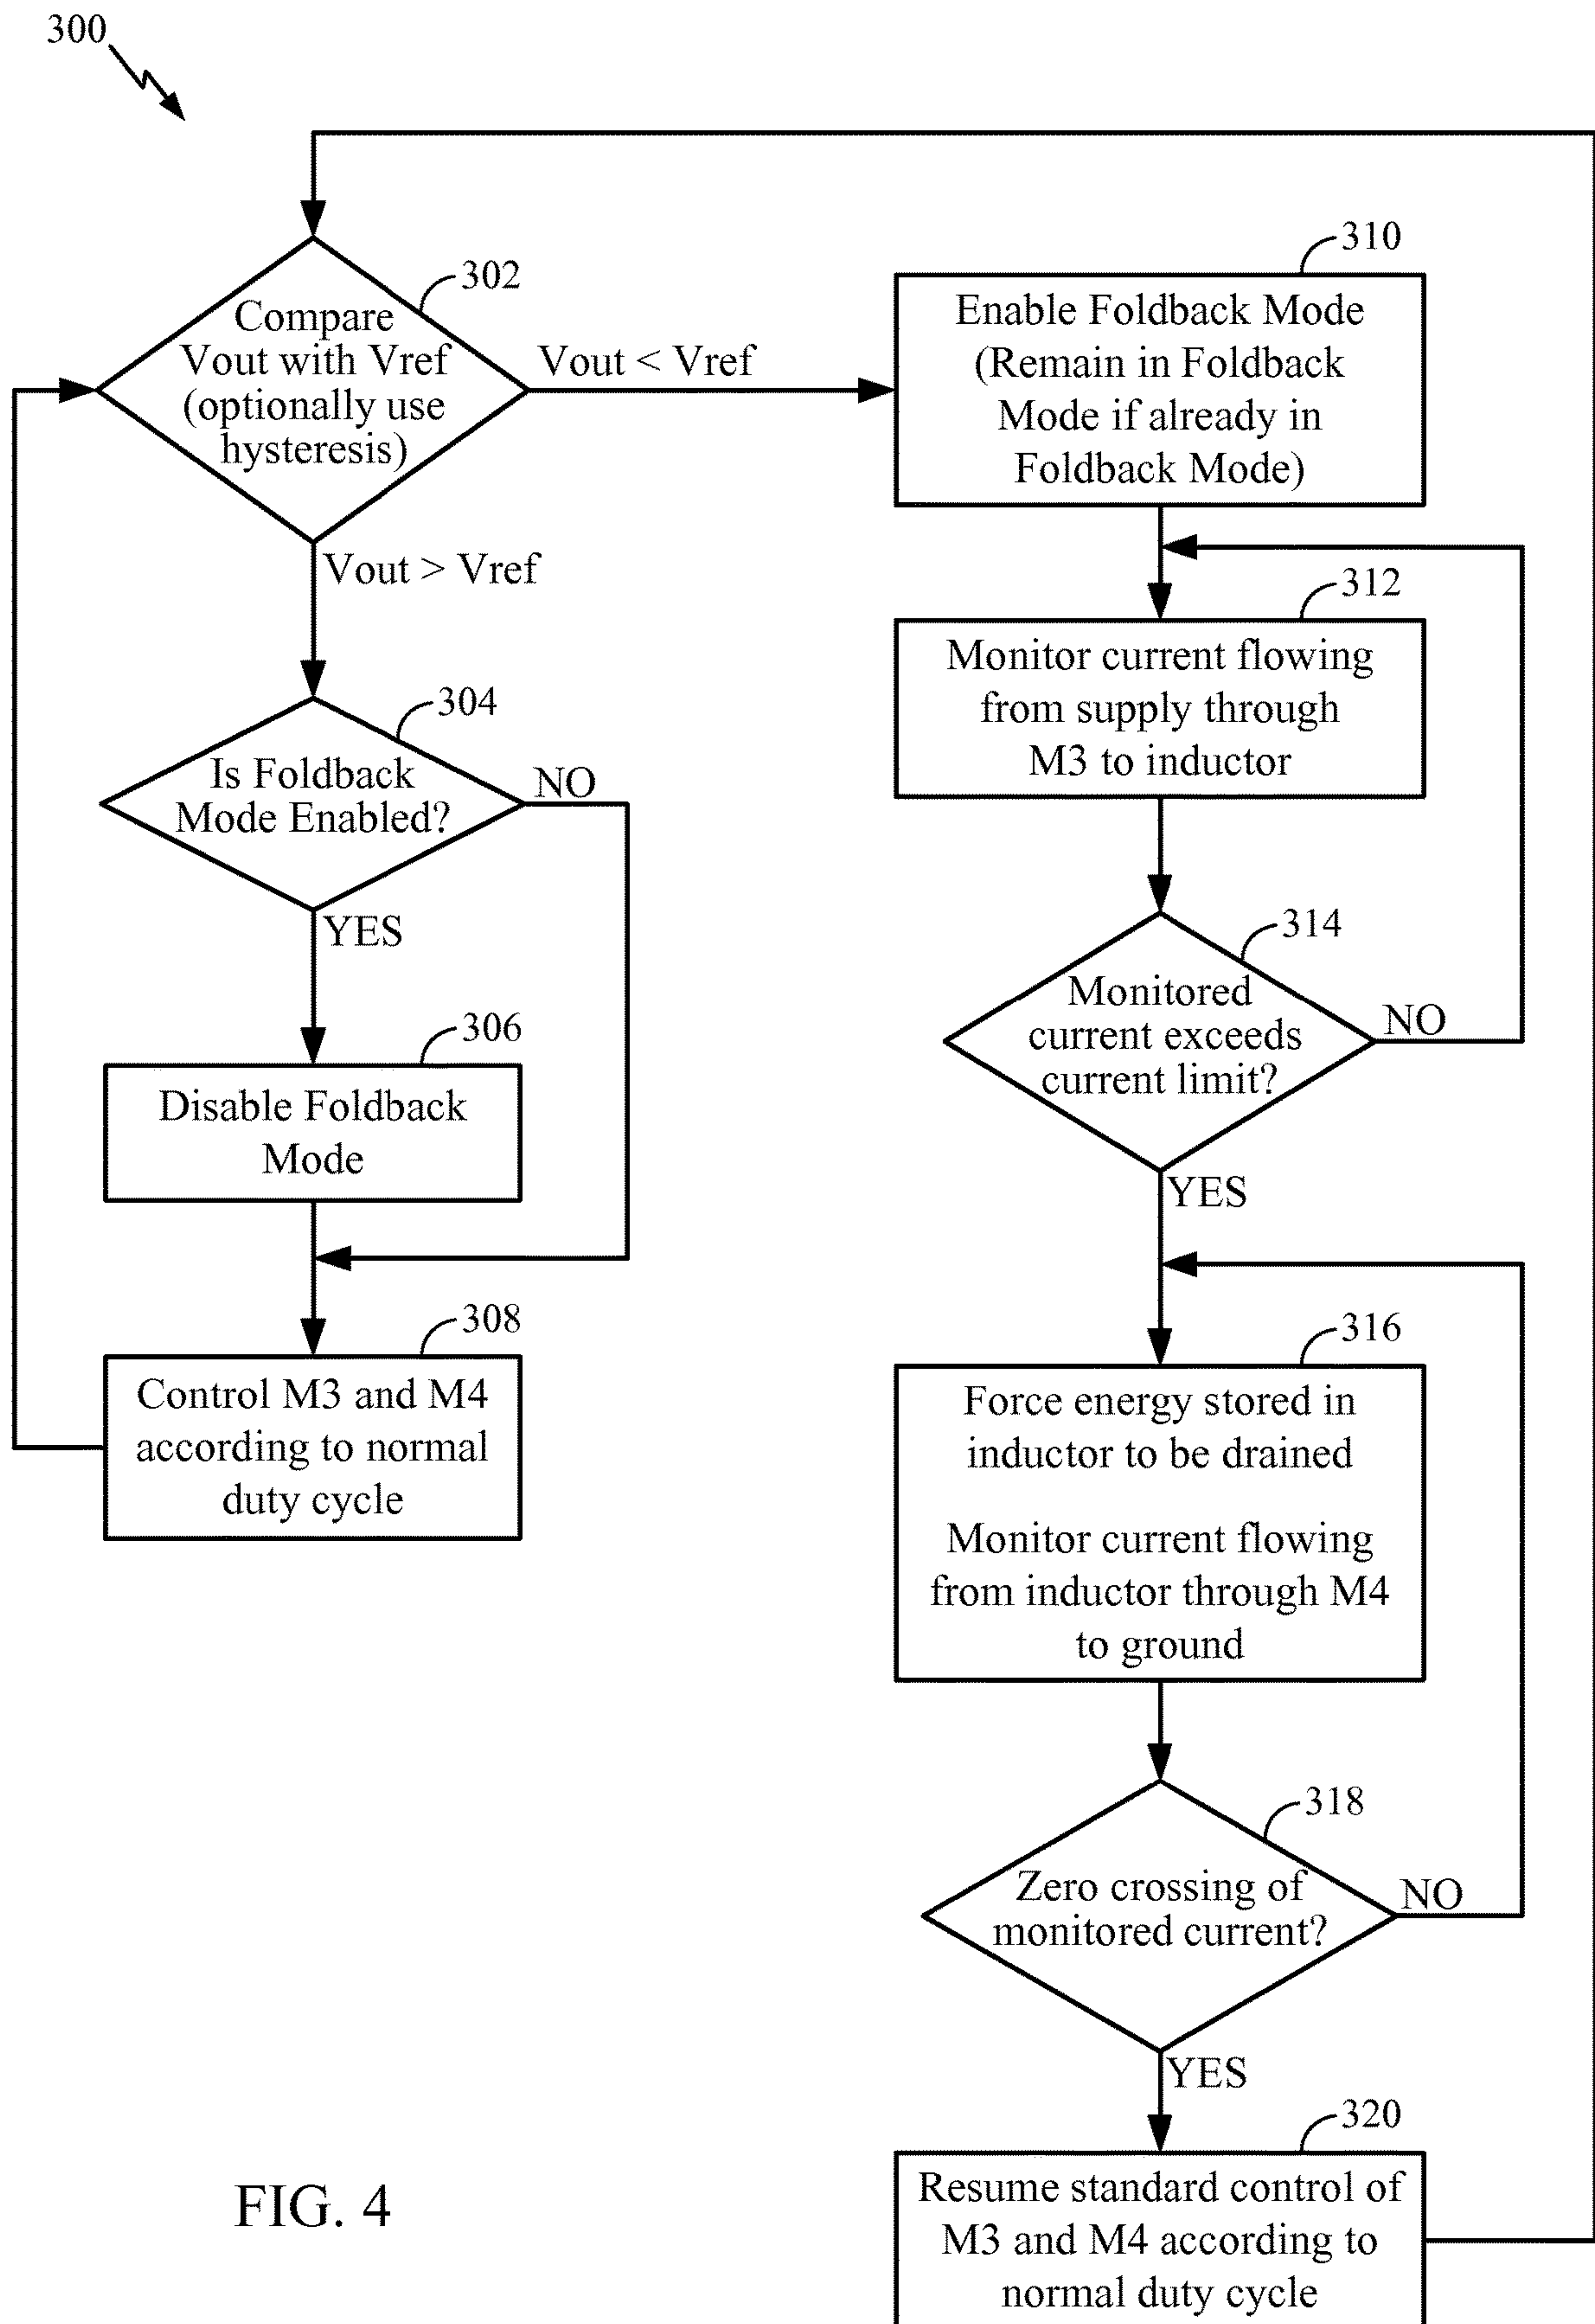 300
302
Compare
Vout with Vref
(optionally use
hysteresis)
Vout < Vref
Vout > Vref
304
Is Foldback
Mode Enabled?
NO
YES
306
Disable Foldback
Mode
308
Control M3 and M4
according to normal
duty cycle
310
Enable Foldback Mode
(Remain in Foldback
Mode if already in
Foldback Mode)
312
Monitor current flowing
from supply through
M3 to inductor
314
Monitored
current exceeds
current limit?
NO
YES
316
Force energy stored in
inductor to be drained
Monitor current flowing
from inductor through M4
to ground
318
Zero crossing of
monitored current?
NO
YES
320
Resume standard control of
M3 and M4 according to
normal duty cycle
FIG. 4